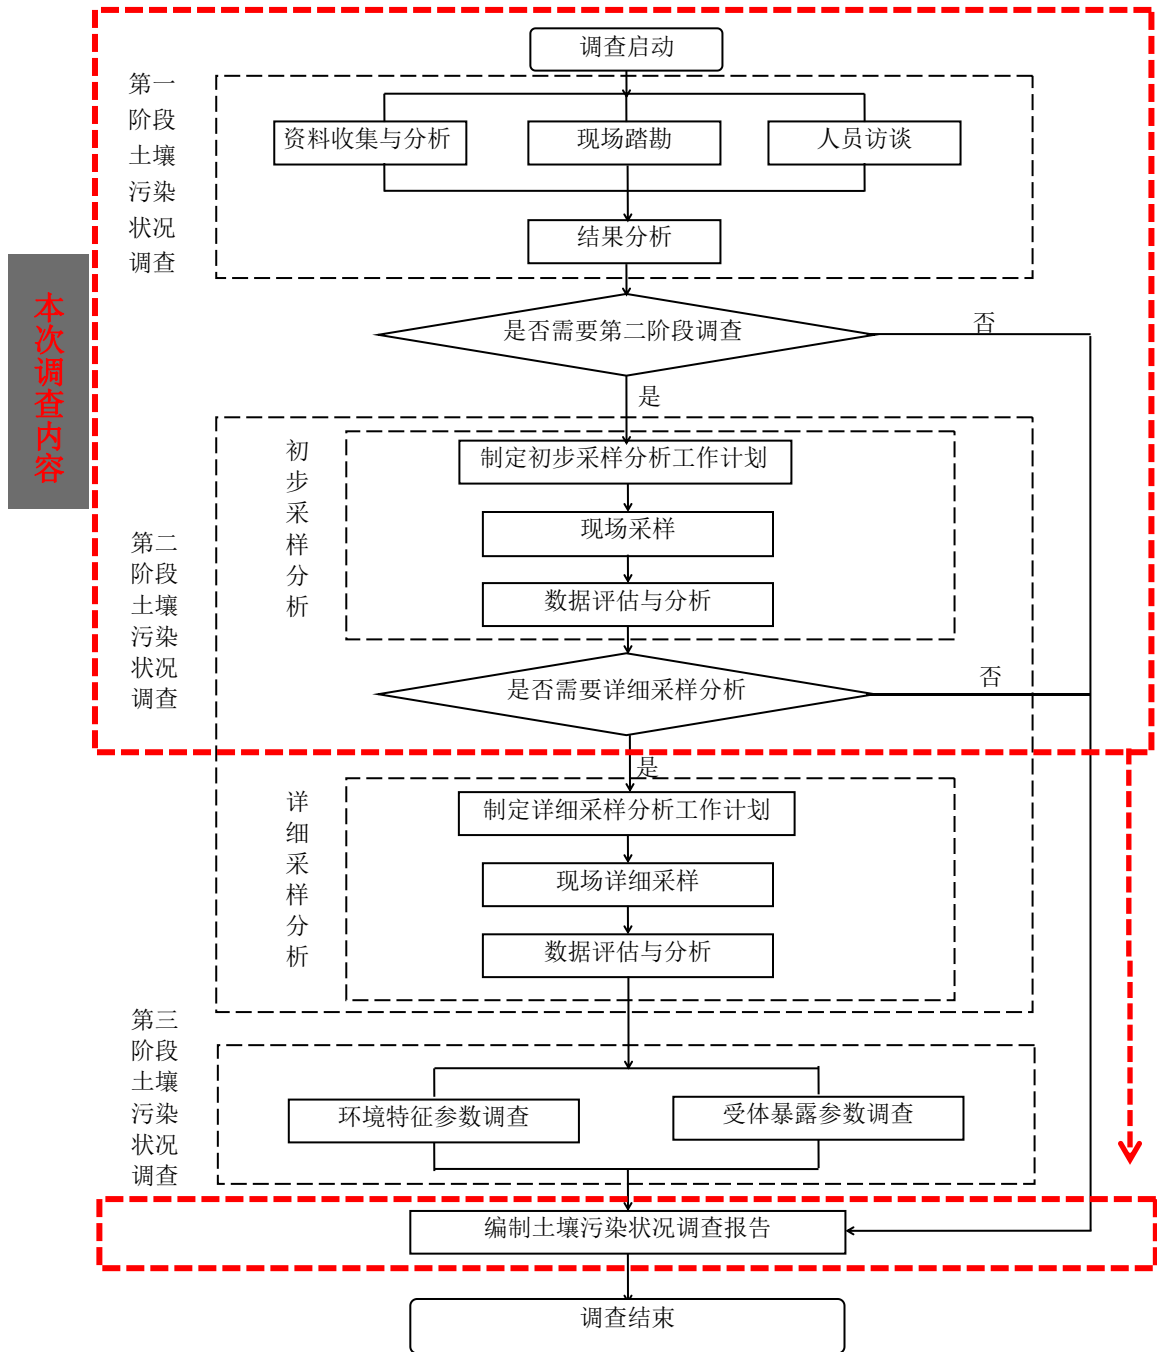 调查启动
第一
阶段
土壤
污染
状况
调查
资料收集与分析
现场踏勘
人员访谈
结果分析
本次调查内容
是否需要第二阶段调查
否
是
初步采样分析
制定初步采样分析工作计划
现场采样
数据评估与分析
第二
阶段
土壤
污染
状况
调查
是否需要详细采样分析
否
是
详细采样分析
制定详细采样分析工作计划
现场详细采样
数据评估与分析
第三
阶段
土壤
污染
状况
调查
环境特征参数调查
受体暴露参数调查
编制土壤污染状况调查报告
调查结束